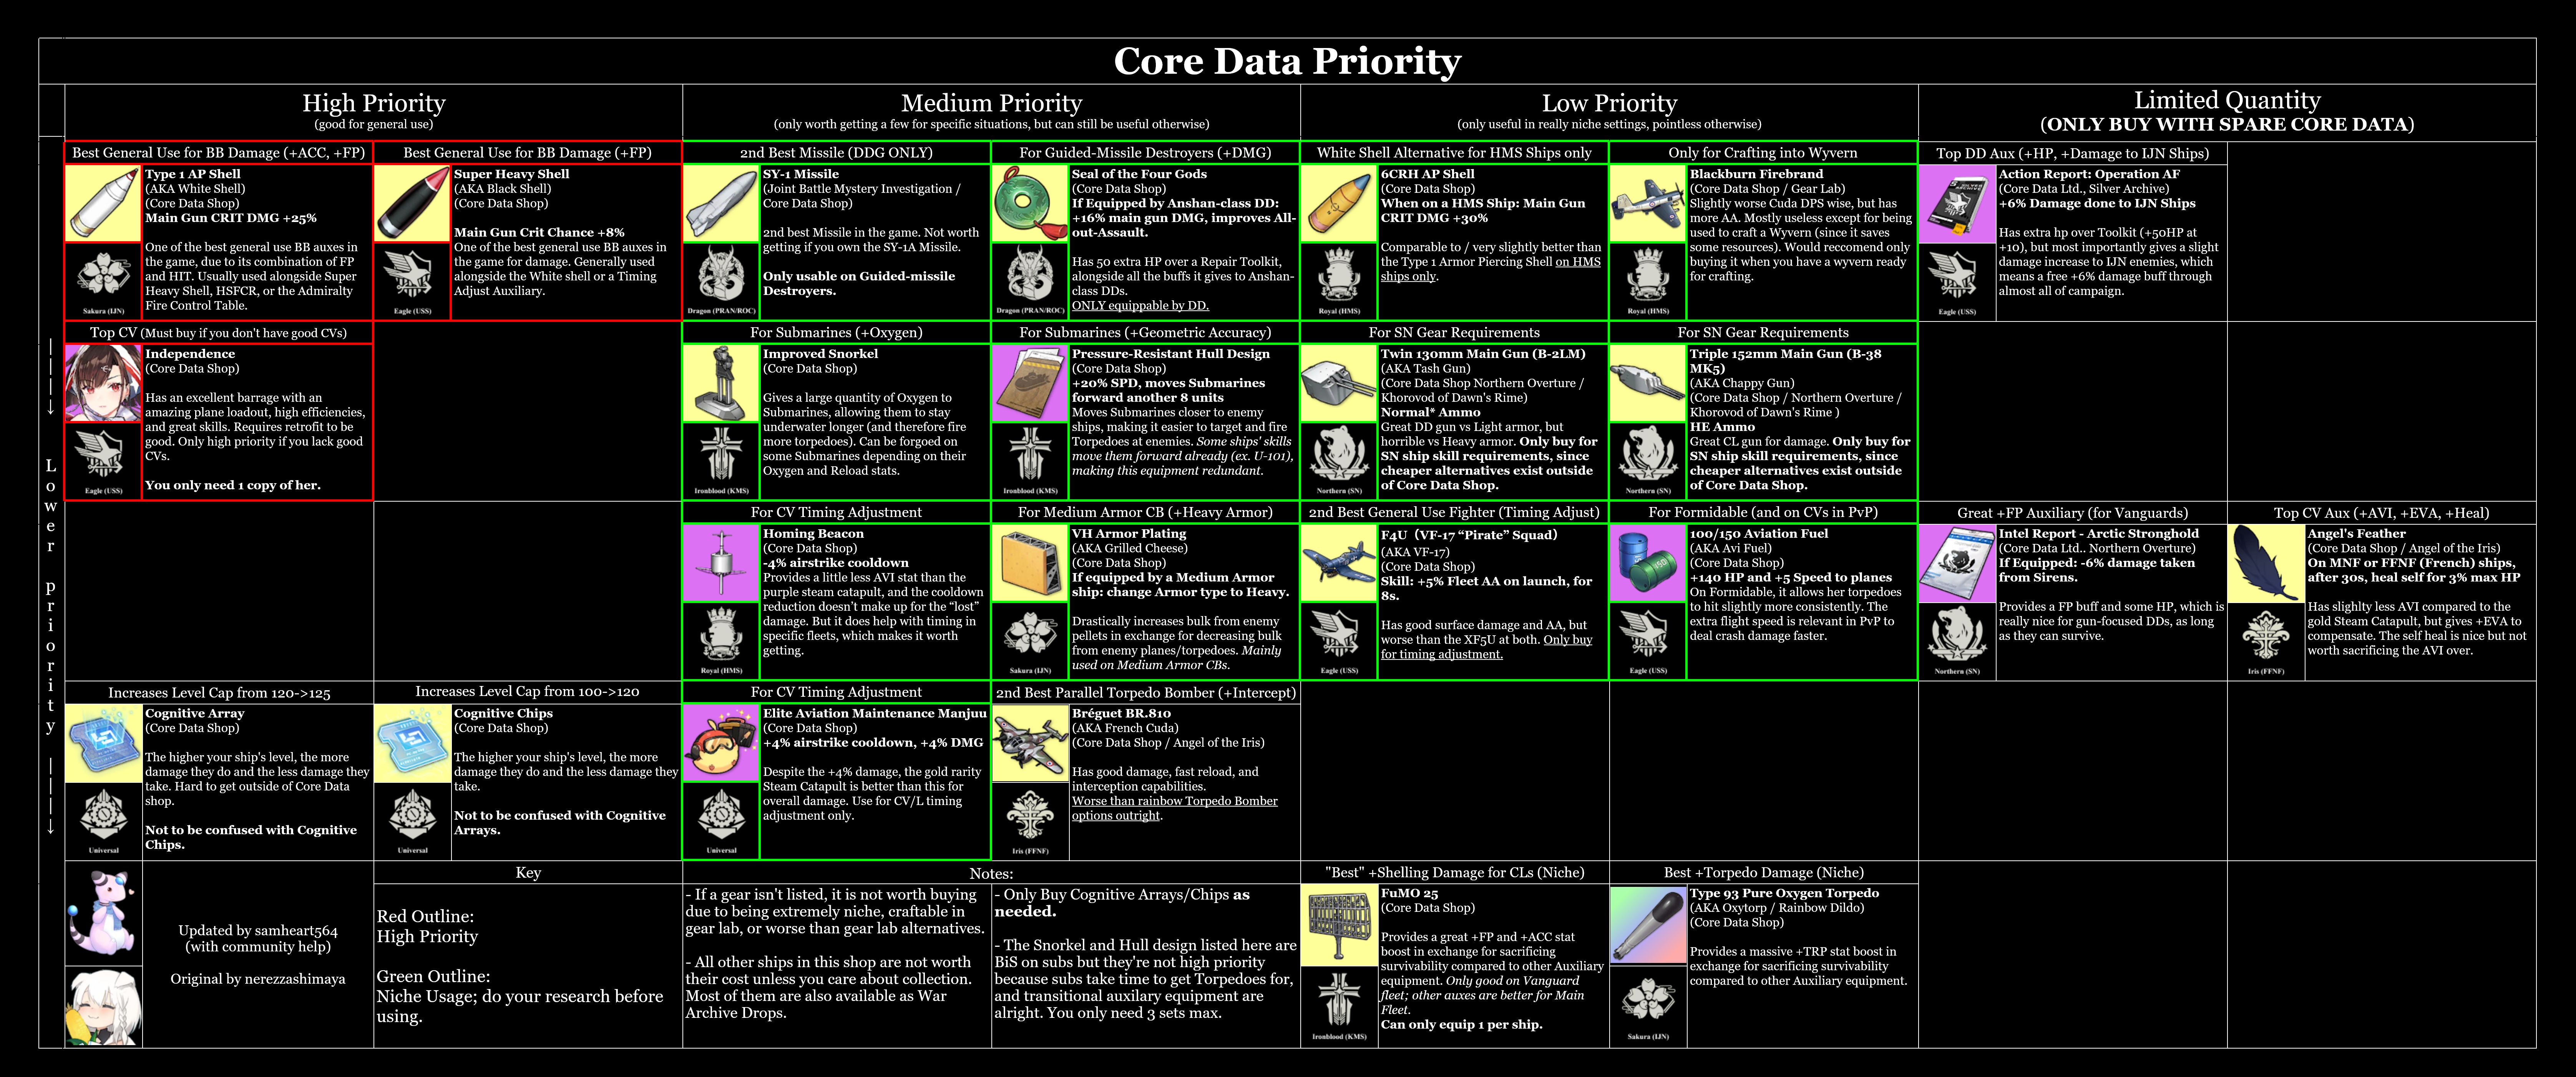 Core Data Priority
High Priority
(good for general use)
Medium Priority
(only worth getting a few for specific situations, but can still be useful otherwise)
Low Priority
(only useful in really niche settings, pointless otherwise)
Limited Quantity
(ONLY BUY WITH SPARE CORE DATA)
Lower priority
Best General Use for BB Damage (+ACC, +FP)
Type 1 AP Shell
(AKA White Shell)
(Core Data Shop)
Main Gun CRIT DMG +25%
One of the best general use BB auxes in
the game, due to its combination of FP
and HIT. Usually used alongside Super
Heavy Shell, HSFCR, or the Admiralty
Fire Control Table.
Sakura (IJN)
Best General Use for BB Damage (+FP)
Super Heavy Shell
(AKA Black Shell)
(Core Data Shop)
Main Gun Crit Chance +8%
One of the best general use BB auxes in
the game for damage. Generally used
alongside the White shell or a Timing
Adjust Auxiliary.
Eagle (USS)
2nd Best Missile (DDG ONLY)
SY-1 Missile
(Joint Battle Mystery Investigation /
Core Data Shop)
2nd best Missile in the game. Not worth
getting if you own the SY-1A Missile.
Only usable on Guided-missile
Destroyers.
Dragon (PRAN/ROC)
For Guided-Missile Destroyers (+DMG)
Seal of the Four Gods
(Core Data Shop)
If Equipped by Anshan-class DD:
+16% main gun DMG, improves All-
out-Assault.
Has 50 extra HP over a Repair Toolkit,
alongside all the buffs it gives to Anshan-
class DDs.
ONLY equippable by DD.
Dragon (PRAN/ROC)
White Shell Alternative for HMS Ships only
6CRH AP Shell
(Core Data Shop)
When on a HMS Ship: Main Gun
CRIT DMG +30%
Comparable to / very slightly better than
the Type 1 Armor Piercing Shell on HMS
ships only.
Royal (HMS)
Only for Crafting into Wyvern
Blackburn Firebrand
(Core Data Shop / Gear Lab)
Slightly worse Cuda DPS wise, but has
more AA. Mostly useless except for being
used to craft a Wyvern (since it saves
some resources). Would reccomend only
buying it when you have a wyvern ready
for crafting.
Royal (HMS)
Top DD Aux (+HP, +Damage to IJN Ships)
Action Report: Operation AF
(Core Data Ltd., Silver Archive)
+6% Damage done to IJN Ships
Has extra hp over Toolkit (+50HP at
+10), but most importantly gives a slight
damage increase to IJN enemies, which
means a free +6% damage buff through
almost all of campaign.
Eagle (USS)
Top CV (Must buy if you don't have good CVs)
Independence
(Core Data Shop)
Has an excellent barrage with an
amazing plane loadout, high efficiencies,
and great skills. Requires retrofit to be
good. Only high priority if you lack good
CVs.
You only need 1 copy of her.
Eagle (USS)
For Submarines (+Oxygen)
Improved Snorkel
(Core Data Shop)
Gives a large quantity of Oxygen to
Submarines, allowing them to stay
underwater longer (and therefore fire
more torpedoes). Can be forgoed on
some Submarines depending on their
Oxygen and Reload stats.
Ironblood (KMS)
For Submarines (+Geometric Accuracy)
Pressure-Resistant Hull Design
(Core Data Shop)
+20% SPD, moves Submarines
forward another 8 units
Moves Submarines closer to enemy
ships, making it easier to target and fire
Torpedoes at enemies. Some ships' skills
move them forward already (ex. U-101),
making this equipment redundant.
Ironblood (KMS)
For SN Gear Requirements
Twin 130mm Main Gun (B-2LM)
(AKA Tash Gun)
(Core Data Shop Northern Overture /
Khorovod of Dawn's Rime)
Normal* Ammo
Great DD gun vs Light armor, but
horrible vs Heavy armor. Only buy for
SN ship skill requirements, since
cheaper alternatives exist outside
of Core Data Shop.
Northern (SN)
For SN Gear Requirements
Triple 152mm Main Gun (B-38
MK5)
(AKA Chappy Gun)
(Core Data Shop / Northern Overture /
Khorovod of Dawn's Rime )
HE Ammo
Great CL gun for damage. Only buy for
SN ship skill requirements, since
cheaper alternatives exist outside
of Core Data Shop.
Northern (SN)
For CV Timing Adjustment
Homing Beacon
(Core Data Shop)
-4% airstrike cooldown
Provides a little less AVI stat than the
purple steam catapult, and the cooldown
reduction doesn't make up for the "lost"
damage. But it does help with timing in
specific fleets, which makes it worth
getting.
Royal (HMS)
For Medium Armor CB (+Heavy Armor)
VH Armor Plating
(AKA Grilled Cheese)
(Core Data Shop)
If equipped by a Medium Armor
ship: change Armor type to Heavy.
Drastically increases bulk from enemy
pellets in exchange for decreasing bulk
from enemy planes/torpedoes. Mainly
used on Medium Armor CBs.
Sakura (IJN)
2nd Best General Use Fighter (Timing Adjust)
F4U (VF-17 “Pirate” Squad)
(AKA VF-17)
(Core Data Shop)
Skill: +5% Fleet AA on launch, for
8s.
Has good surface damage and AA, but
worse than the XF5U at both. Only buy
for timing adjustment.
Eagle (USS)
For Formidable (and on CVs in PvP)
100/150 Aviation Fuel
(AKA Avi Fuel)
(Core Data Shop)
+140 HP and +5 Speed to planes
On Formidable, it allows her torpedoes
to hit slightly more consistently. The
extra flight speed is relevant in PvP to
deal crash damage faster.
Eagle (USS)
Great +FP Auxiliary (for Vanguards)
Intel Report - Arctic Stronghold
(Core Data Ltd.. Northern Overture)
If Equipped: -6% damage taken
from Sirens.
Provides a FP buff and some HP, which is
really nice for gun-focused DDs, as long
as they can survive.
Northern (SN)
Top CV Aux (+AVI, +EVA, +Heal)
Angel's Feather
(Core Data Shop / Angel of the Iris)
On MNF or FFNF (French) ships,
after 30s, heal self for 3% max HP
Has slighlty less AVI compared to the
gold Steam Catapult, but gives +EVA to
compensate. The self heal is nice but not
worth sacrificing the AVI over.
Iris (FFNF)
Increases Level Cap from 120->125
Cognitive Array
(Core Data Shop)
The higher your ship's level, the more
damage they do and the less damage they
take. Hard to get outside of Core Data
shop.
Not to be confused with Cognitive
Chips.
Universal
Increases Level Cap from 100->120
Cognitive Chips
(Core Data Shop)
The higher your ship's level, the more
damage they do and the less damage they
take.
Not to be confused with Cognitive
Arrays.
Universal
For CV Timing Adjustment
Elite Aviation Maintenance Manjuu
(Core Data Shop)
+4% airstrike cooldown, +4% DMG
Despite the +4% damage, the gold rarity
Steam Catapult is better than this for
overall damage. Use for CV/L timing
adjustment only.
Universal
2nd Best Parallel Torpedo Bomber (+Intercept)
Bréguet BR.810
(AKA French Cuda)
(Core Data Shop / Angel of the Iris)
Has good damage, fast reload, and
interception capabilities.
Worse than rainbow Torpedo Bomber
options outright.
Iris (FFNF)
Updated by samheart564
(with community help)
Original by nerezzashimaya
Key
Red Outline:
High Priority
Green Outline:
Niche Usage; do your research before
using.
Notes:
- If a gear isn't listed, it is not worth buying
due to being extremely niche, craftable in
gear lab, or worse than gear lab alternatives.
- All other ships in this shop are not worth
their cost unless you care about collection.
Most of them are also available as War
Archive Drops.
- Only Buy Cognitive Arrays/Chips as
needed.
- The Snorkel and Hull design listed here are
BiS on subs but they're not high priority
because subs take time to get Torpedoes for,
and transitional auxilary equipment are
alright. You only need 3 sets max.
"Best" +Shelling Damage for CLs (Niche)
FuMO 25
(Core Data Shop)
Provides a great +FP and +ACC stat
boost in exchange for sacrificing
survivability compared to other Auxiliary
equipment. Only good on Vanguard
fleet; other auxes are better for Main
Fleet.
Can only equip 1 per ship.
Ironblood (KMS)
Best +Torpedo Damage (Niche)
Type 93 Pure Oxygen Torpedo
(AKA Oxytorp / Rainbow Dildo)
(Core Data Shop)
Provides a massive +TRP stat boost in
exchange for sacrificing survivability
compared to other Auxiliary equipment.
Sakura (IJN)